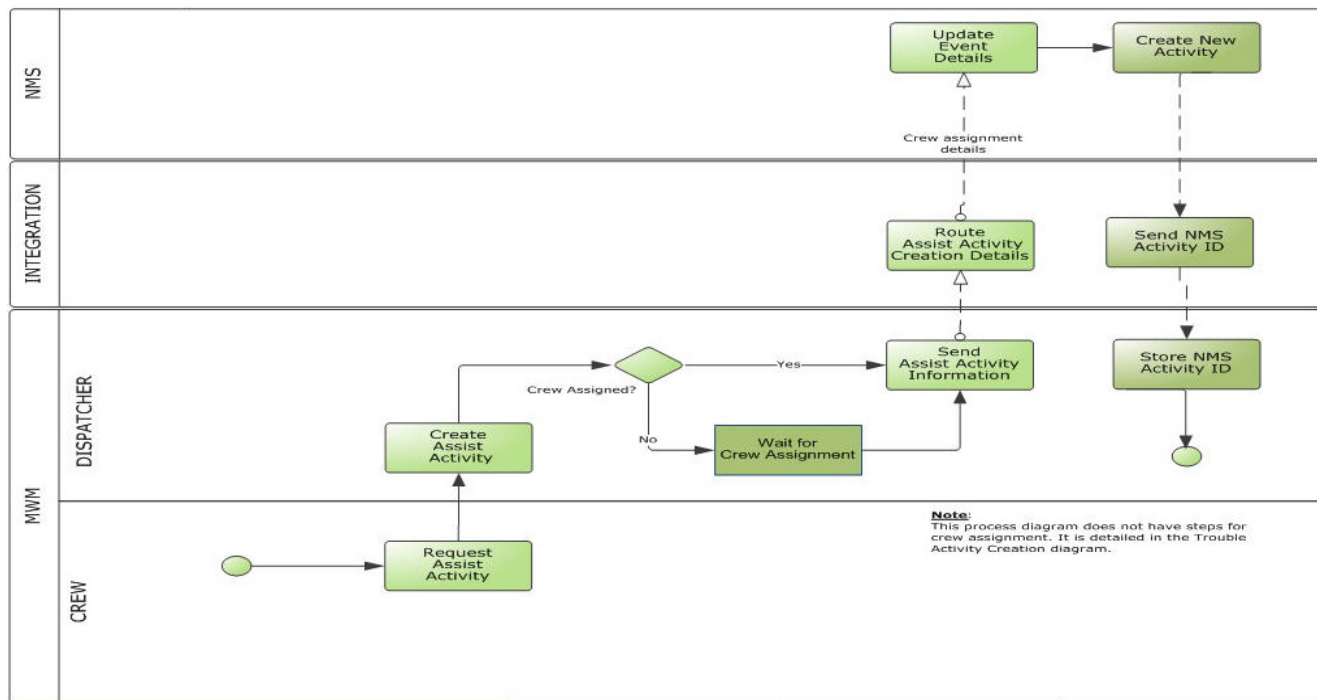 NMS
Update
Event
Details
Create New
Activity
Crew assignment
details
INTEGRATION
Route
Assist Activity
Creation Details
Send NMS
Activity ID
MWM
DISPATCHER
Crew Assigned?
Yes
No
Send
Assist Activity
Information
Store NMS
Activity ID
Create
Assist
Activity
Wait for
Crew Assignment
CREW
Request
Assist
Activity
Note:
This process diagram does not have steps for
crew assignment. It is detailed in the Trouble
Activity Creation diagram.